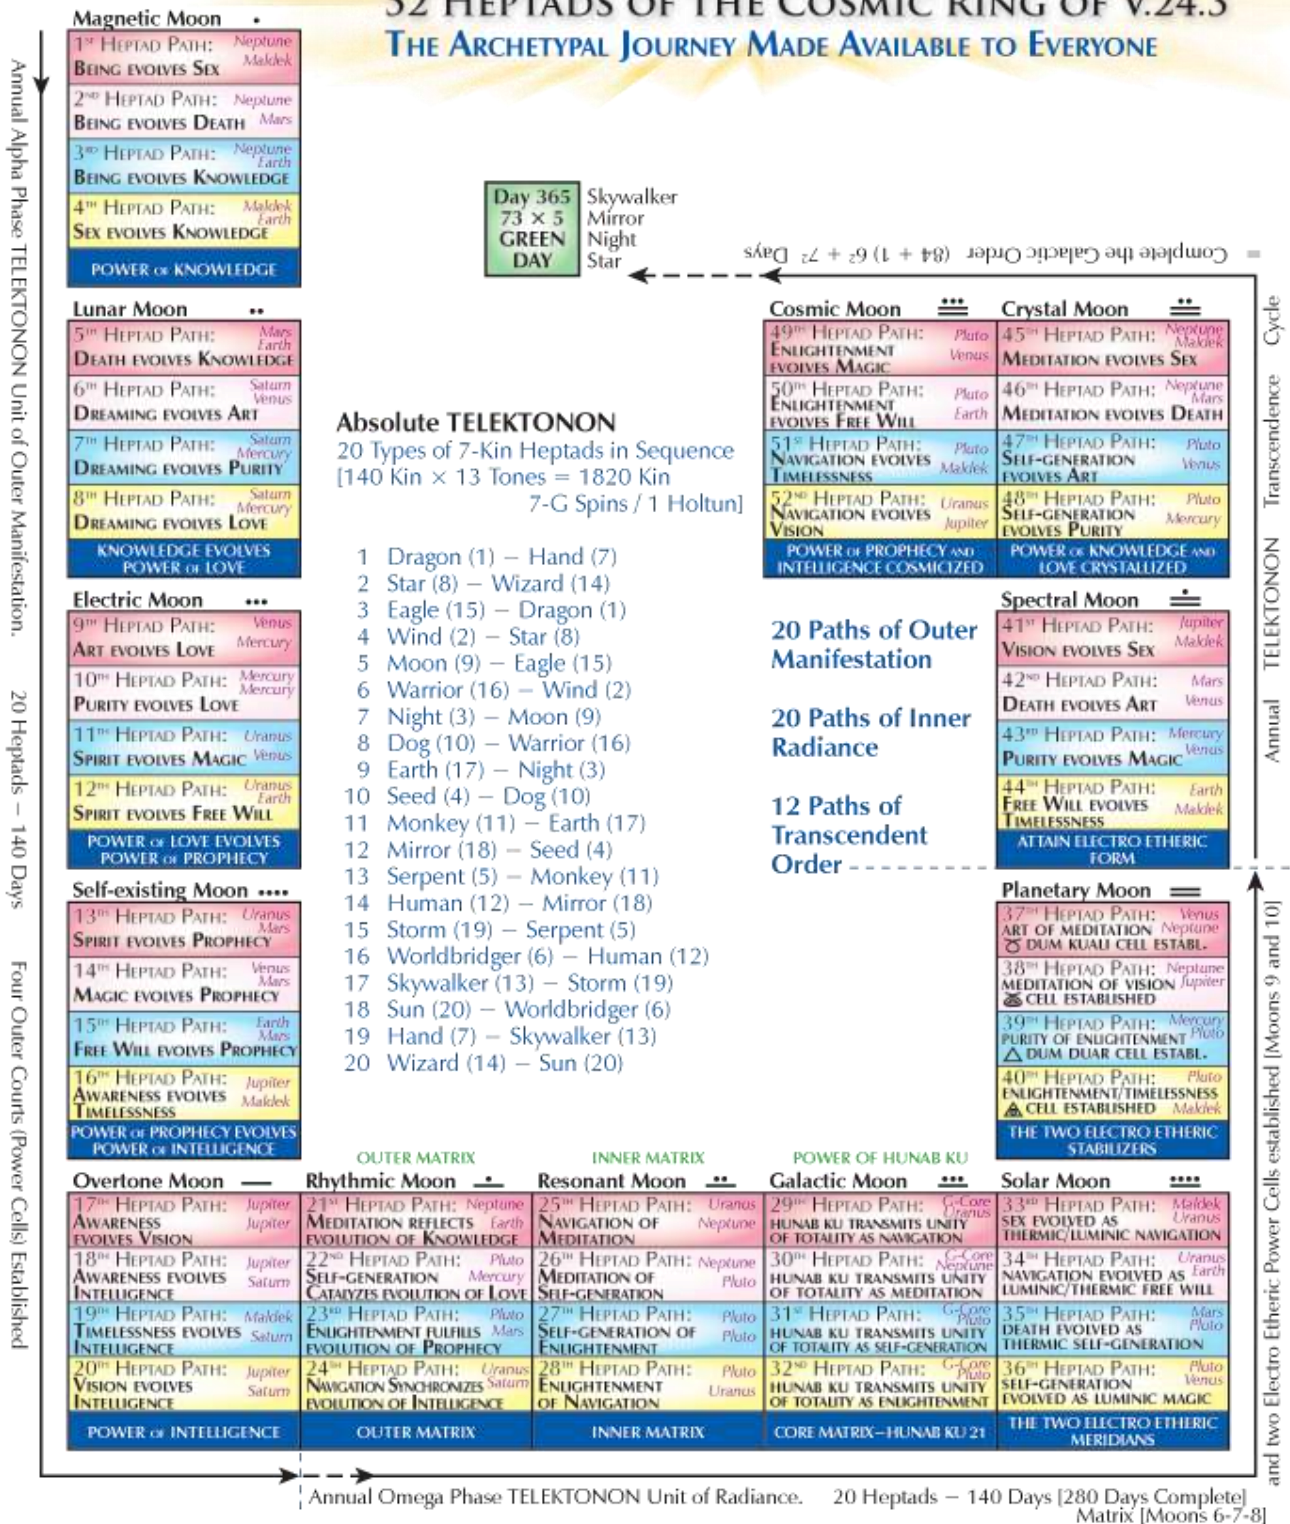 52 HEPTADS OF THE COSMIC RING OF V.24.3
THE ARCHETYPAL JOURNEY MADE AVAILABLE TO EVERYONE
Annual Alpha Phase TELEKTONON Unit of Outer Manifestation. 20 Heptads – 140 Days Four Outer Courts (Power Cells) Established
Magnetic Moon •
1ST HEPTAD PATH: Neptune
BEING EVOLVES SEX Maldek
2ND HEPTAD PATH: Neptune
BEING EVOLVES DEATH Mars
3RD HEPTAD PATH: Neptune
Earth
BEING EVOLVES KNOWLEDGE
4TH HEPTAD PATH: Maldek
Earth
SEX EVOLVES KNOWLEDGE
POWER OF KNOWLEDGE
Lunar Moon ••
5TH HEPTAD PATH: Mars
Earth
DEATH EVOLVES KNOWLEDGE
6TH HEPTAD PATH: Saturn
Venus
DREAMING EVOLVES ART
7TH HEPTAD PATH: Saturn
Mercury
DREAMING EVOLVES PURITY
8TH HEPTAD PATH: Saturn
Mercury
DREAMING EVOLVES LOVE
KNOWLEDGE EVOLVES
POWER OF LOVE
Electric Moon •••
9TH HEPTAD PATH: Venus
ART EVOLVES LOVE Mercury
10TH HEPTAD PATH: Mercury
Mercury
PURITY EVOLVES LOVE
11TH HEPTAD PATH: Uranus
SPIRIT EVOLVES MAGIC Venus
12TH HEPTAD PATH: Uranus
Earth
SPIRIT EVOLVES FREE WILL
POWER OF LOVE EVOLVES
POWER OF PROPHECY
Self-existing Moon ••••
13TH HEPTAD PATH: Uranus
Mars
SPIRIT EVOLVES PROPHECY
14TH HEPTAD PATH: Venus
Mars
MAGIC EVOLVES PROPHECY
15TH HEPTAD PATH: Earth
Mars
FREE WILL EVOLVES PROPHECY
16TH HEPTAD PATH: Jupiter
AWARENESS EVOLVES Maldek
TIMELESSNESS
POWER OF PROPHECY EVOLVES
POWER OF INTELLIGENCE
Overtone Moon —
17TH HEPTAD PATH: Jupiter
AWARENESS Jupiter
EVOLVES VISION
18TH HEPTAD PATH: Jupiter
AWARENESS EVOLVES Saturn
INTELLIGENCE
19TH HEPTAD PATH: Maldek
TIMELESSNESS EVOLVES Saturn
INTELLIGENCE
20TH HEPTAD PATH: Jupiter
VISION EVOLVES Saturn
INTELLIGENCE
POWER OF INTELLIGENCE
Day 365
73 × 5
GREEN
DAY
Skywalker
Mirror
Night
Star
Absolute TELEKTONON
20 Types of 7-Kin Heptads in Sequence
[140 Kin × 13 Tones = 1820 Kin
7-G Spins / 1 Holtun]
1 Dragon (1) – Hand (7)
2 Star (8) – Wizard (14)
3 Eagle (15) – Dragon (1)
4 Wind (2) – Star (8)
5 Moon (9) – Eagle (15)
6 Warrior (16) – Wind (2)
7 Night (3) – Moon (9)
8 Dog (10) – Warrior (16)
9 Earth (17) – Night (3)
10 Seed (4) – Dog (10)
11 Monkey (11) – Earth (17)
12 Mirror (18) – Seed (4)
13 Serpent (5) – Monkey (11)
14 Human (12) – Mirror (18)
15 Storm (19) – Serpent (5)
16 Worldbridger (6) – Human (12)
17 Skywalker (13) – Storm (19)
18 Sun (20) – Worldbridger (6)
19 Hand (7) – Skywalker (13)
20 Wizard (14) – Sun (20)
OUTER MATRIX
Rhythmic Moon
21ST HEPTAD PATH: Neptune
MEDITATION REFLECTS Earth
EVOLUTION OF KNOWLEDGE
22ND HEPTAD PATH: Pluto
SELF-GENERATION Mercury
CATALYZES EVOLUTION OF LOVE
23RD HEPTAD PATH: Pluto
ENLIGHTENMENT FULFILLS Mars
EVOLUTION OF PROPHECY
24TH HEPTAD PATH: Uranus
NAVIGATION SYNCHRONIZES Saturn
EVOLUTION OF INTELLIGENCE
OUTER MATRIX
INNER MATRIX
Resonant Moon
25TH HEPTAD PATH: Uranus
NAVIGATION OF Neptune
MEDITATION
26TH HEPTAD PATH: Neptune
MEDITATION OF Pluto
SELF-GENERATION
27TH HEPTAD PATH: Pluto
SELF-GENERATION OF Pluto
ENLIGHTENMENT
28TH HEPTAD PATH: Pluto
ENLIGHTENMENT Uranus
OF NAVIGATION
INNER MATRIX
POWER OF HUNAB KU
Galactic Moon
29TH HEPTAD PATH: G-Core
Uranus
HUNAB KU TRANSMITS UNITY
OF TOTALITY AS NAVIGATION
30TH HEPTAD PATH: G-Core
Neptune
HUNAB KU TRANSMITS UNITY
OF TOTALITY AS MEDITATION
31ST HEPTAD PATH: G-Core
Pluto
HUNAB KU TRANSMITS UNITY
OF TOTALITY AS SELF-GENERATION
32ND HEPTAD PATH: G-Core
Pluto
HUNAB KU TRANSMITS UNITY
OF TOTALITY AS ENLIGHTENMENT
CORE MATRIX–HUNAB KU 21
Solar Moon
33RD HEPTAD PATH: Maldek
SEX EVOLVED AS Uranus
THERMIC/LUMINIC NAVIGATION
34TH HEPTAD PATH: Uranus
NAVIGATION EVOLVED AS Earth
LUMINIC/THERMIC FREE WILL
35TH HEPTAD PATH: Mars
DEATH EVOLVED AS Pluto
THERMIC SELF-GENERATION
36TH HEPTAD PATH: Pluto
SELF-GENERATION Venus
EVOLVED AS LUMINIC MAGIC
THE TWO ELECTRO ETHERIC
MERIDIANS
Planetary Moon
37TH HEPTAD PATH: Venus
ART OF MEDITATION Neptune
DUM KUALI CELL ESTABL.
38TH HEPTAD PATH: Neptune
MEDITATION OF VISION Jupiter
CELL ESTABLISHED
39TH HEPTAD PATH: Mercury
PURITY OF ENLIGHTENMENT Pluto
DUM DUAR CELL ESTABL.
40TH HEPTAD PATH: Pluto
ENLIGHTENMENT/TIMELESSNESS
CELL ESTABLISHED Maldek
THE TWO ELECTRO ETHERIC
STABILIZERS
20 Paths of Outer
Manifestation
20 Paths of Inner
Radiance
12 Paths of
Transcendent
Order
Spectral Moon
41ST HEPTAD PATH: Jupiter
VISION EVOLVES SEX Maldek
42ND HEPTAD PATH: Mars
DEATH EVOLVES ART Venus
43RD HEPTAD PATH: Mercury
Venus
PURITY EVOLVES MAGIC
44TH HEPTAD PATH: Earth
FREE WILL EVOLVES Maldek
TIMELESSNESS
ATTAIN ELECTRO ETHERIC
FORM
Crystal Moon
45TH HEPTAD PATH: Neptune
Maldek
MEDITATION EVOLVES SEX
46TH HEPTAD PATH: Neptune
Mars
MEDITATION EVOLVES DEATH
47TH HEPTAD PATH: Pluto
SELF-GENERATION Venus
EVOLVES ART
48TH HEPTAD PATH: Pluto
SELF-GENERATION Mercury
EVOLVES PURITY
POWER OF KNOWLEDGE AND
LOVE CRYSTALLIZED
Cosmic Moon
49TH HEPTAD PATH: Pluto
ENLIGHTENMENT Venus
EVOLVES MAGIC
50TH HEPTAD PATH: Pluto
ENLIGHTENMENT Earth
EVOLVES FREE WILL
51ST HEPTAD PATH: Pluto
NAVIGATION EVOLVES Maldek
TIMELESSNESS
52ND HEPTAD PATH: Uranus
NAVIGATION EVOLVES Jupiter
VISION
POWER OF PROPHECY AND
INTELLIGENCE COSMICIZED
Annual Omega Phase TELEKTONON Unit of Radiance. 20 Heptads – 140 Days [280 Days Complete]
Matrix [Moons 6-7-8]
and two Electro Etheric Power Cells established [Moons 9 and 10]
Annual TELEKTONON Transcendence Cycle
= Complete the Galactic Order (84 + 1) 6² + 7² Days